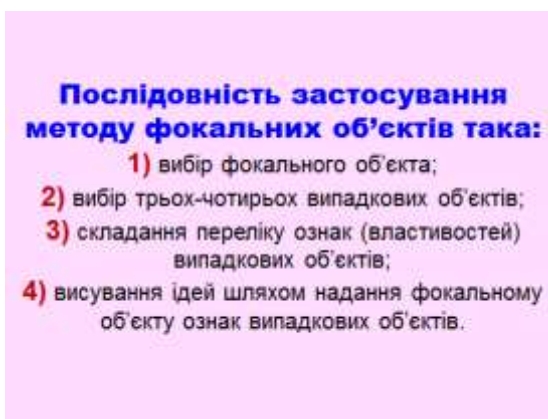 Послідовність застосування
методу фокальних об’єктів така:
1) вибір фокального об’єкта;
2) вибір трьох-чотирьох випадкових об’єктів;
3) складання переліку ознак (властивостей)
випадкових об’єктів;
4) висування ідей шляхом надання фокальному
об’єкту ознак випадкових об’єктів.